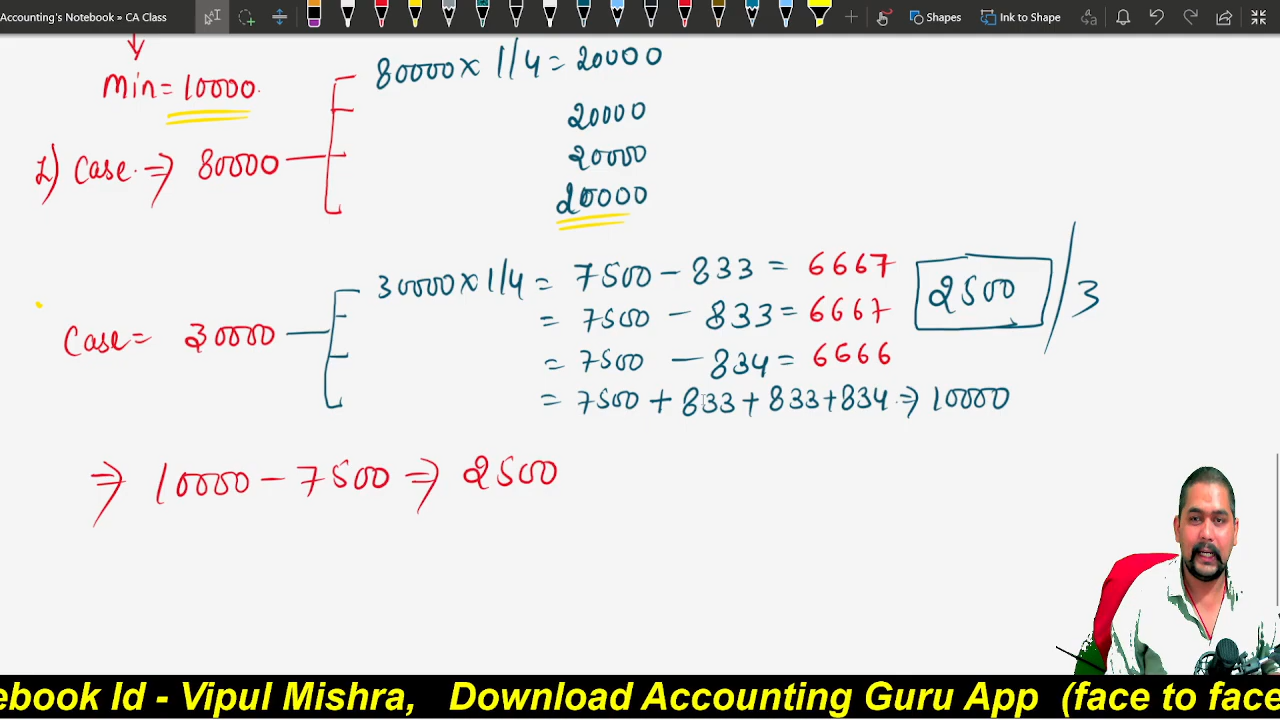 Accounting's Notebook » CA Class
Shapes
Ink to Shape
Min = 10000
80000 x 1/4 = 20000
20000
20000
20000
2) Case. ⇒ 80000
30000 x 1/4 = 7500 - 833 = 6667
= 7500 - 833 = 6667
= 7500 - 834 = 6666
= 7500 + 833 + 833 + 834 ⇒ 10000
2500 / 3
Case = 30000
⇒ 10000 - 7500 ⇒ 2500
ebook Id - Vipul Mishra, Download Accounting Guru App (face to face